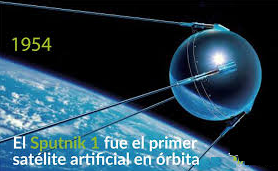 1954
El Sputnik 1 fue el primer
satélite artificial en órbita